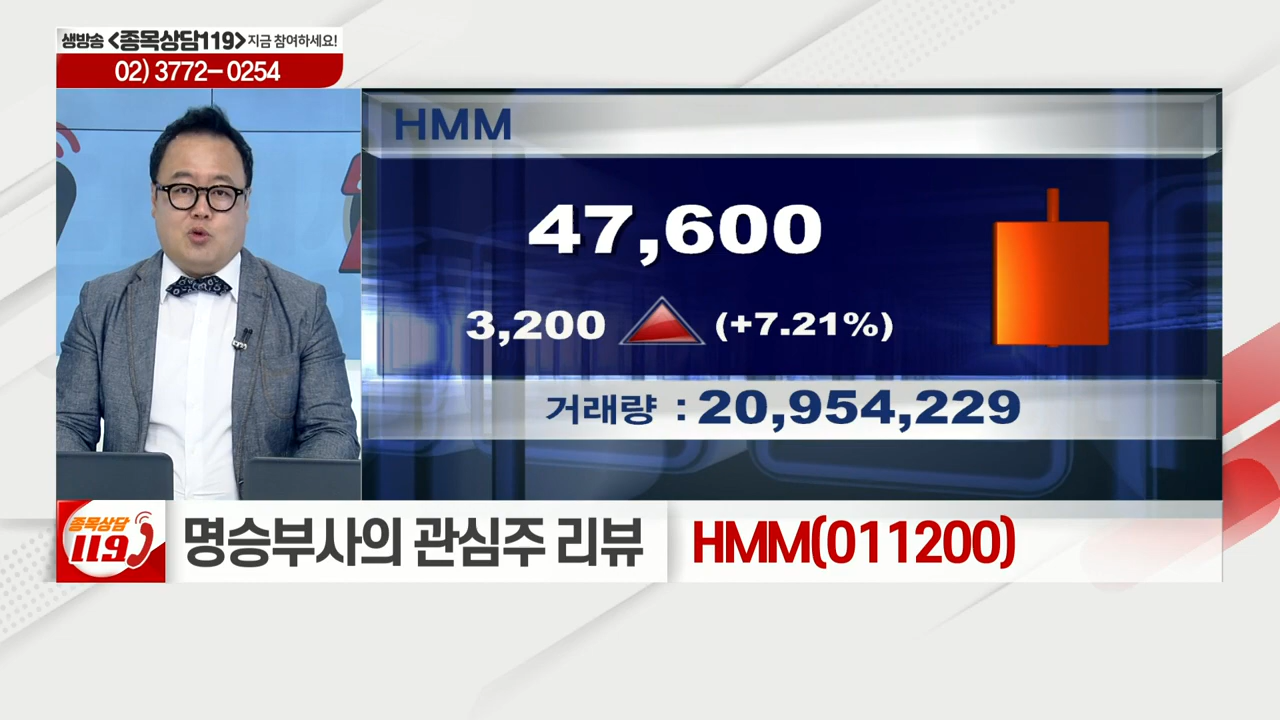 생방송 <종목상담119> 지금 참여하세요!
02) 3772-0254
HMM
47,600
3,200 ▲ (+7.21%)
거래량 : 20,954,229
종목상담
119
명승부사의 관심주 리뷰
HMM(011200)